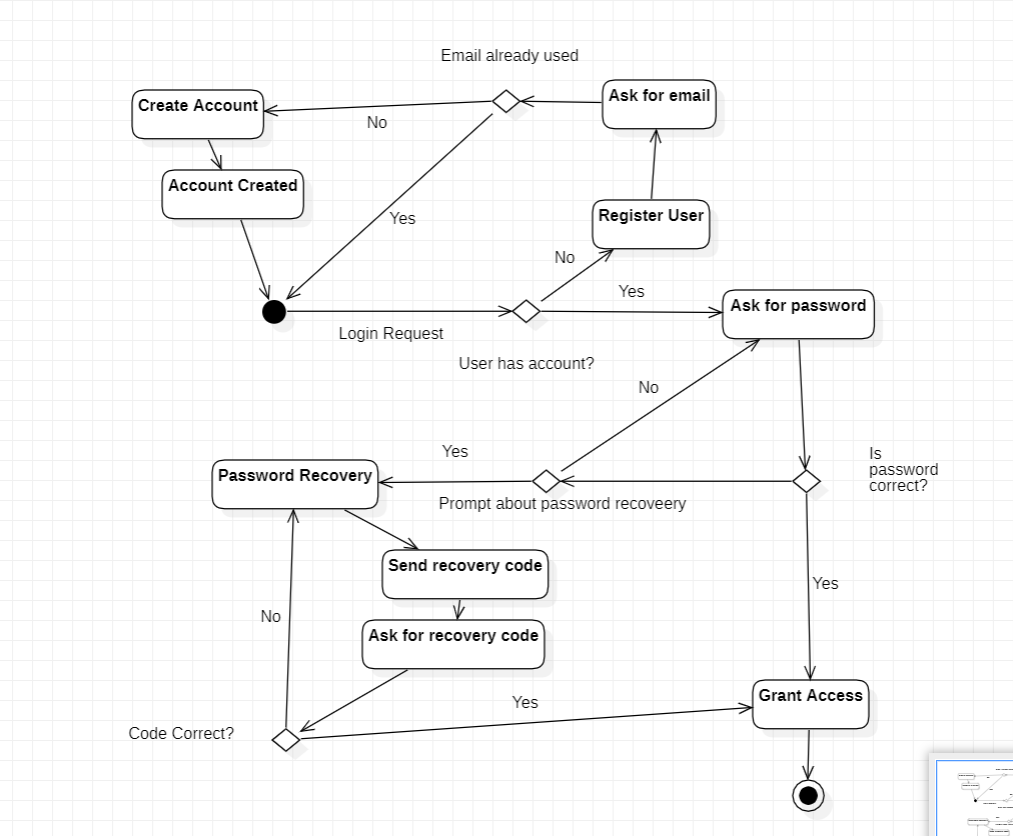 Email already used
Create Account
Ask for email
No
Account Created
Yes
Register User
No
Yes
Ask for password
Login Request
User has account?
No
Yes
Is
password
correct?
Password Recovery
Prompt about password recoveery
Send recovery code
Yes
No
Ask for recovery code
Grant Access
Yes
Code Correct?